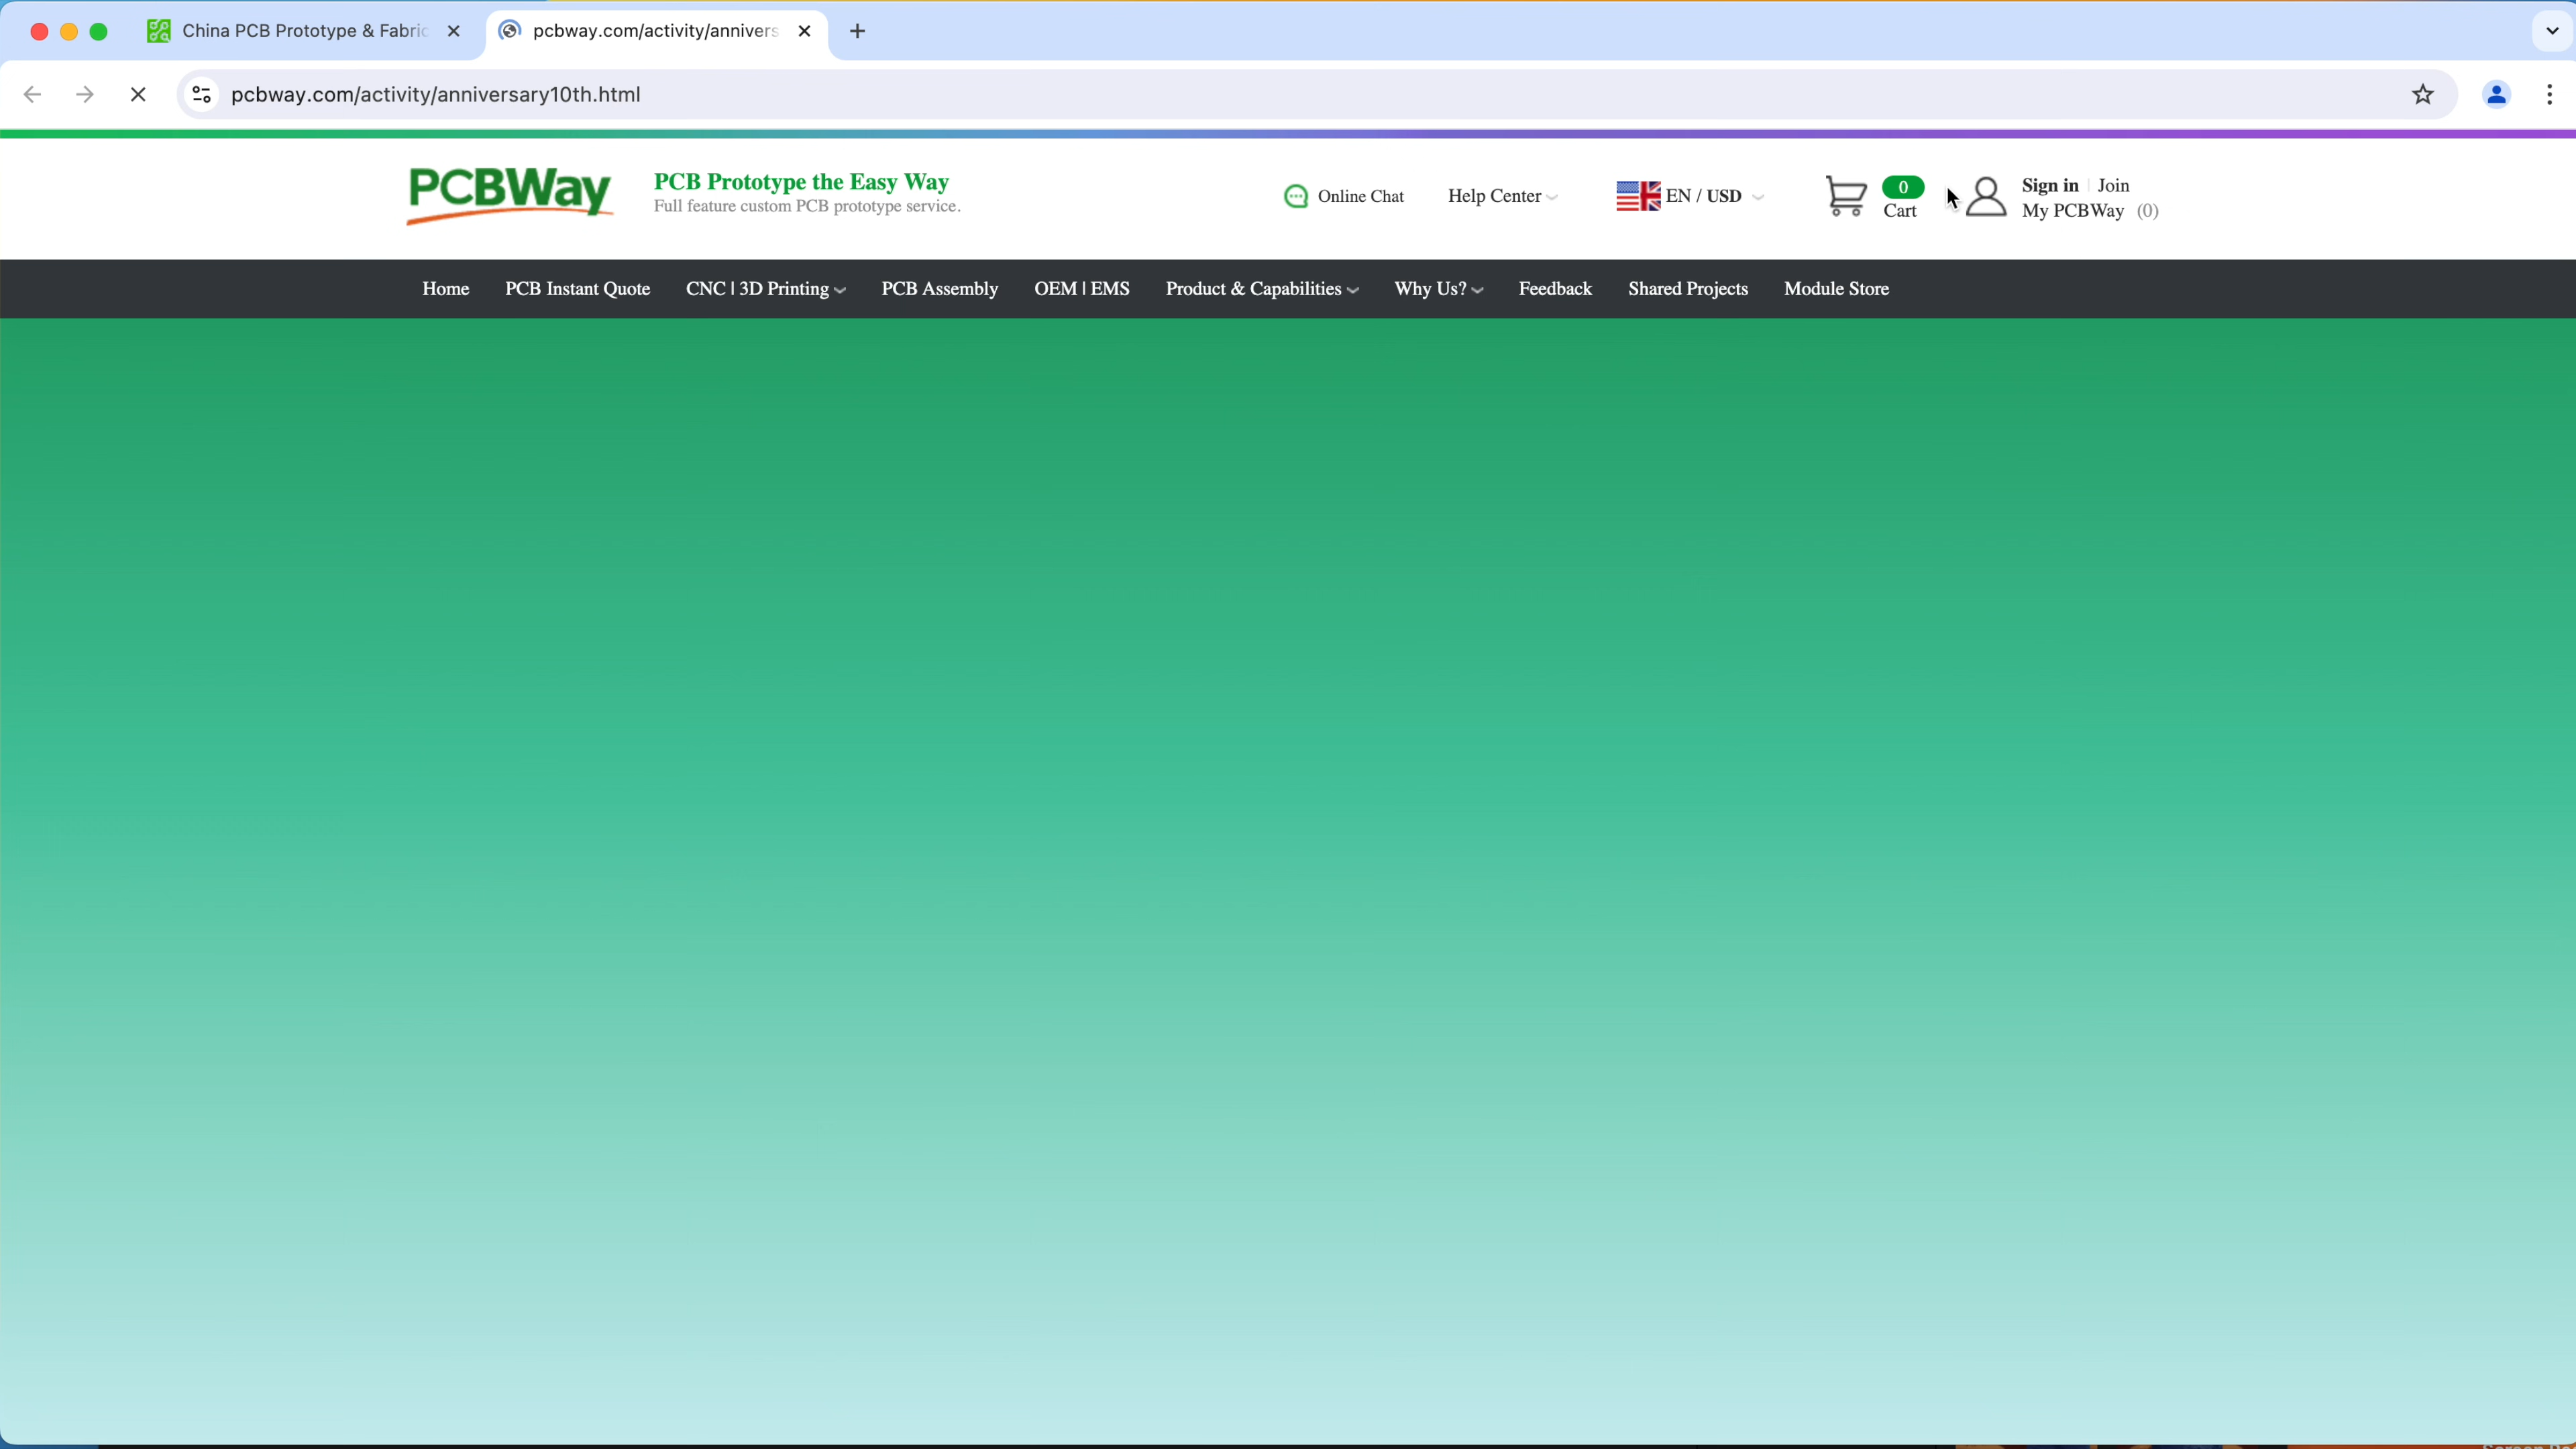 China PCB Prototype & Fabric
pcbway.com/activity/annivers
pcbway.com/activity/anniversary10th.html
PCBWay
PCB Prototype the Easy Way
Full feature custom PCB prototype service.
Online Chat
Help Center
EN / USD
0
Cart
Sign in
Join
My PCBWay (0)
Home
PCB Instant Quote
CNC | 3D Printing
PCB Assembly
OEM | EMS
Product & Capabilities
Why Us?
Feedback
Shared Projects
Module Store